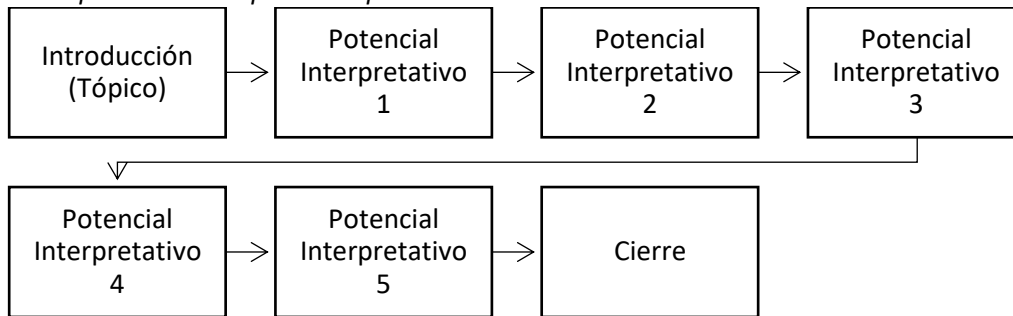 Introducción
(Tópico)
Potencial
Interpretativo
1
Potencial
Interpretativo
2
Potencial
Interpretativo
3
Potencial
Interpretativo
4
Potencial
Interpretativo
5
Cierre